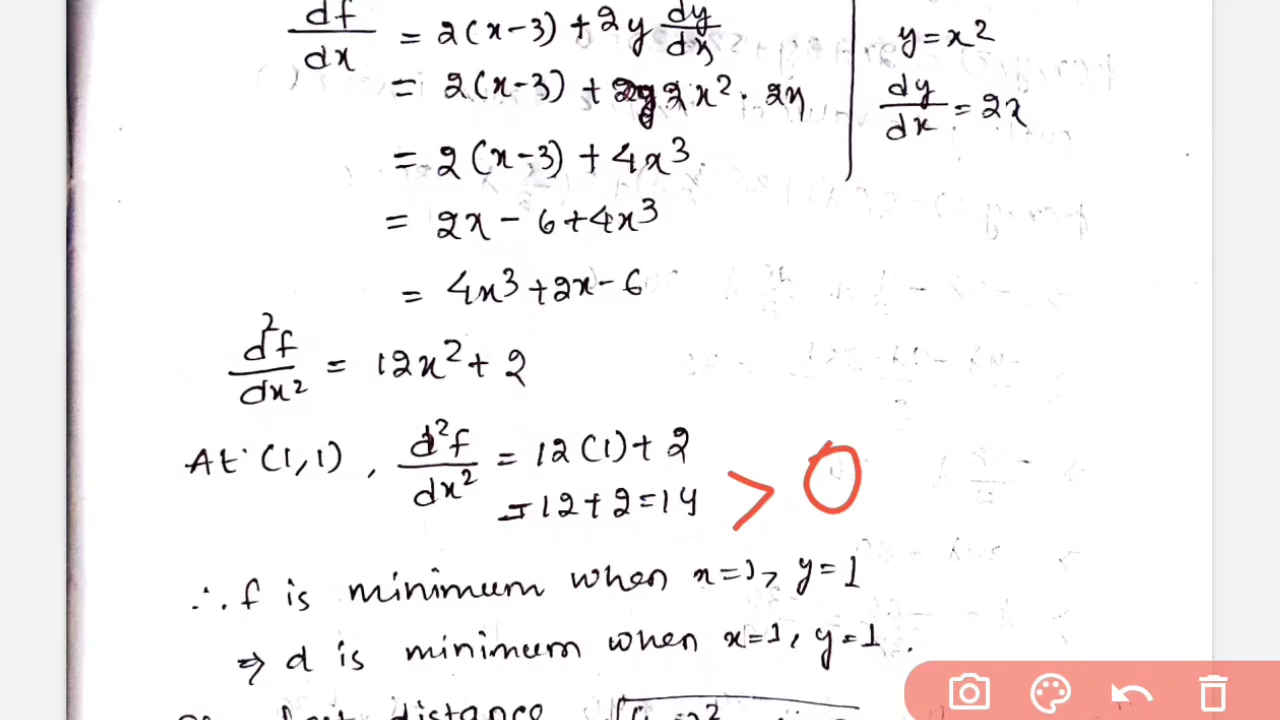 df/dx = 2(x-3) + 2y dy/dx
y = x²
= 2(x-3) + 2x² . 2x
dy/dx = 2x
= 2(x-3) + 4x³
= 2x - 6 + 4x³
= 4x³ + 2x - 6
d²f/dx² = 12x² + 2
At (1,1), d²f/dx² = 12(1) + 2
= 12 + 2 = 14 > 0
∴ f is minimum when x=1, y=1
⇒ d is minimum when x=1, y=1.
distance